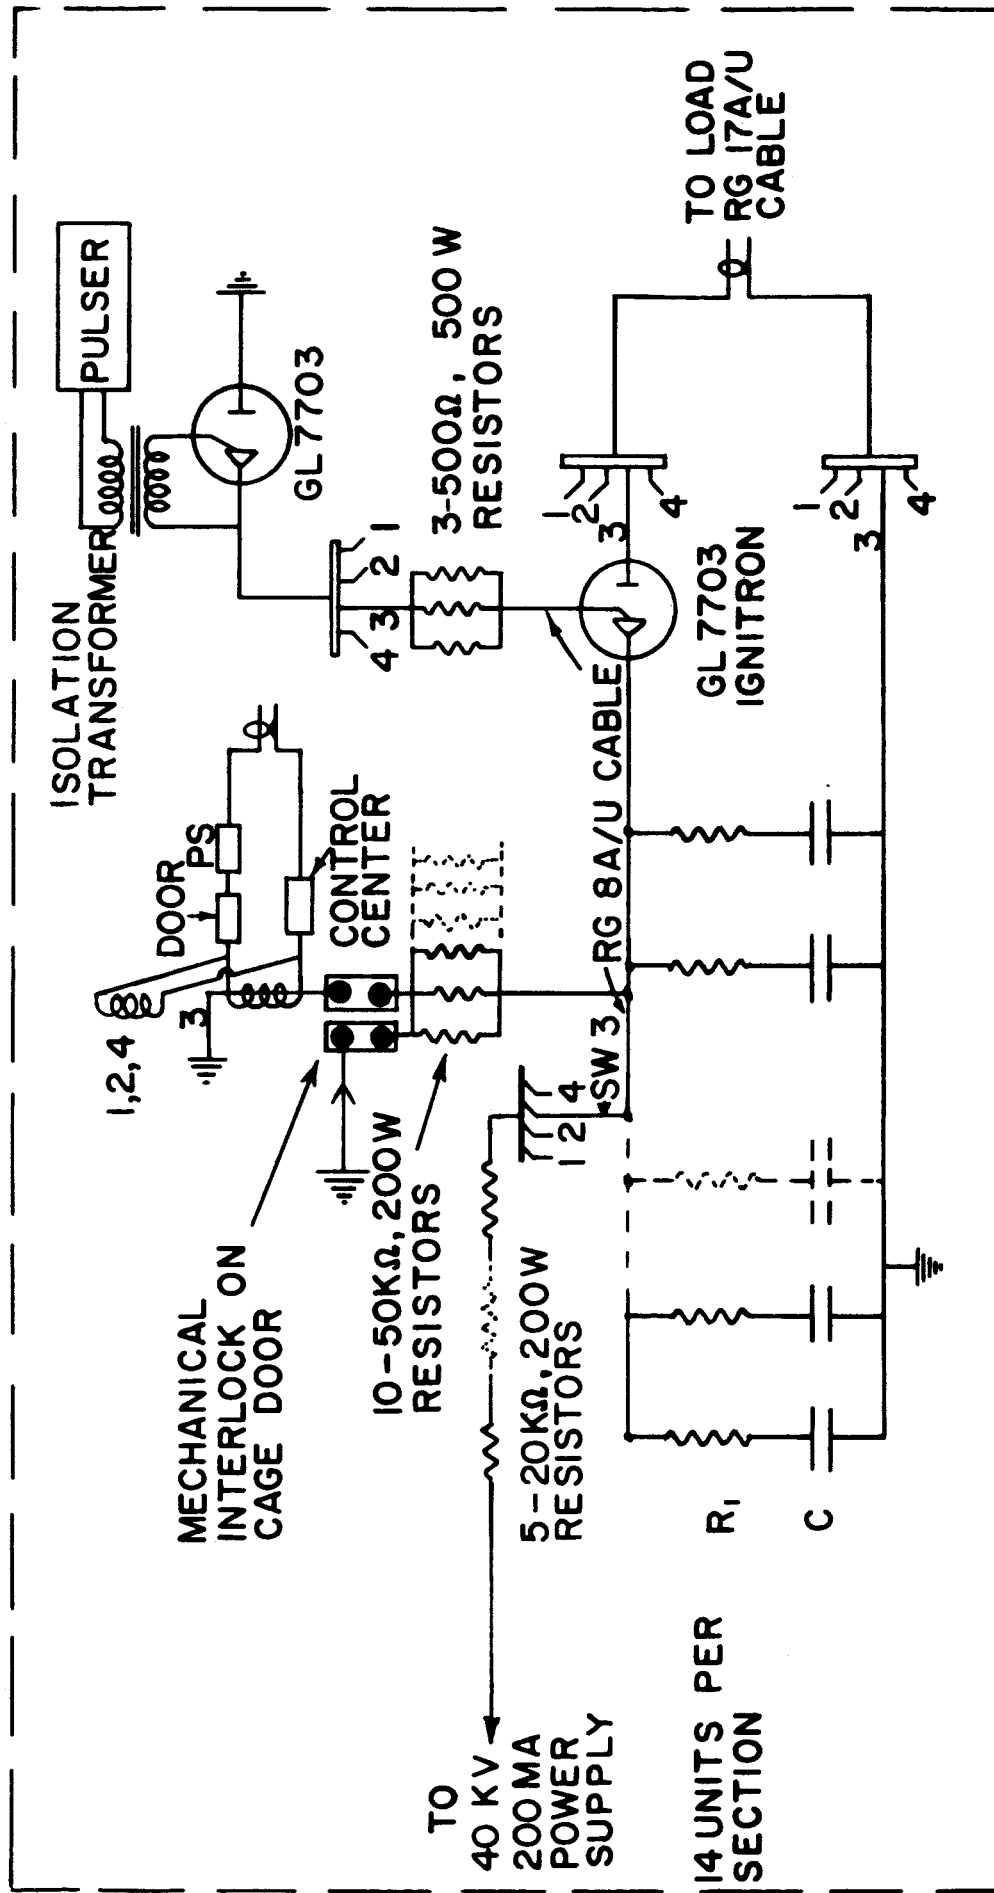 ISOLATION
TRANSFORMER
PULSER
GL 7703
1,2,4
3
DOOR
PS
CONTROL
CENTER
4 3 2 1
MECHANICAL
INTERLOCK ON
CAGE DOOR
10-50KΩ, 200W
RESISTORS
3-500Ω, 500W
RESISTORS
TO LOAD
RG 17A/U
CABLE
TO
40 KV
200 MA
POWER
SUPPLY
5-20KΩ, 200W
RESISTORS
1 2 4
SW 3
RG 8A/U CABLE
GL 7703
IGNITRON
1
2
3
4
1
2
3
4
R₁
C
14 UNITS PER
SECTION